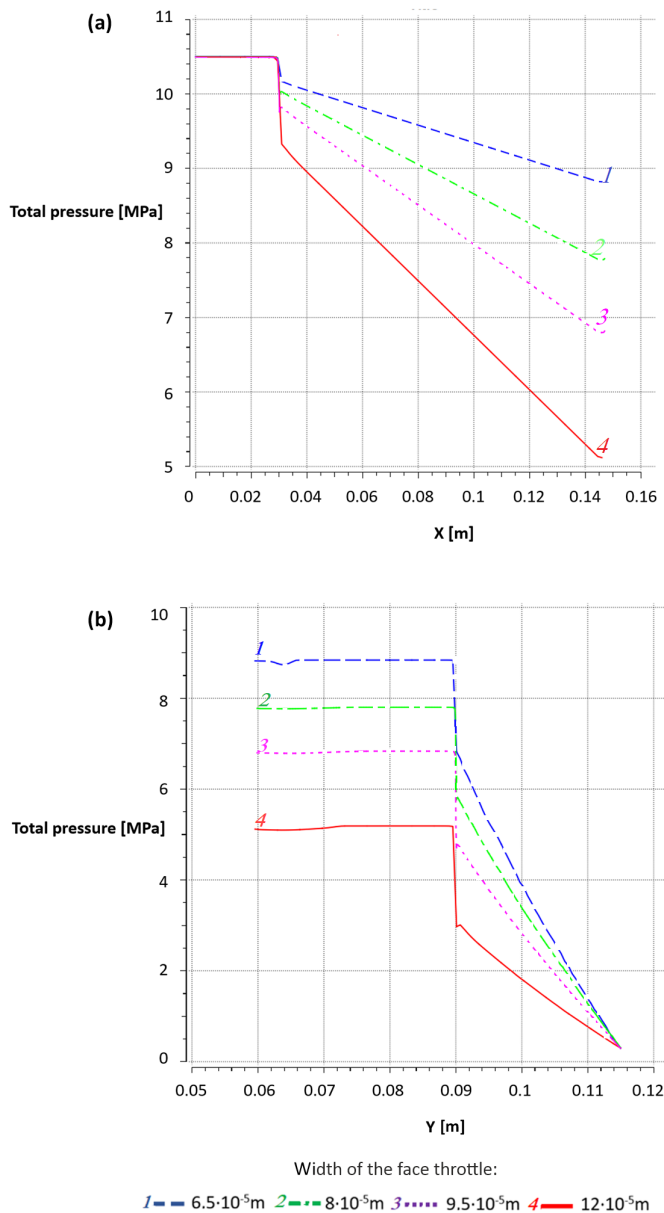 (a)
11
10
9
8
7
6
5
Total pressure [MPa]
1
2
3
4
0 0.02 0.04 0.06 0.08 0.1 0.12 0.14 0.16
X [m]
(b)
10
8
6
4
2
0
Total pressure [MPa]
1
2
3
4
0.05 0.06 0.07 0.08 0.09 0.1 0.11 0.12
Y [m]
Width of the face throttle:
1 6.5·10⁻⁵m 2 8·10⁻⁵m 3 9.5·10⁻⁵m 4 12·10⁻⁵m